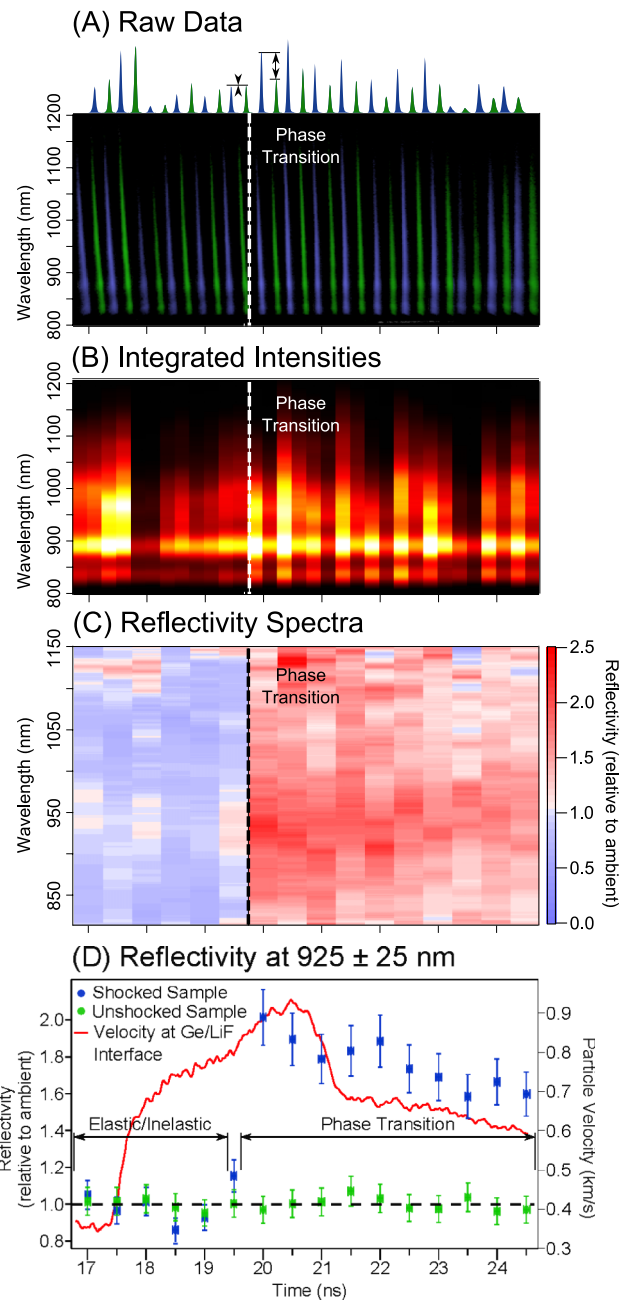 (A) Raw Data
1200
1100
1000
900
800
Wavelength (nm)
Phase
Transition
(B) Integrated Intensities
1200
1100
1000
900
800
Wavelength (nm)
Phase
Transition
(C) Reflectivity Spectra
1150
1050
950
850
Wavelength (nm)
Phase
Transition
2.5
2.0
1.5
1.0
0.5
0.0
Reflectivity (relative to ambient)
(D) Reflectivity at 925 ± 25 nm
Shocked Sample
Unshocked Sample
Velocity at Ge/LiF
Interface
2.0
1.8
1.6
1.4
1.2
1.0
0.8
Reflectivity
(relative to ambient)
Elastic/Inelastic
Phase Transition
0.9
0.8
0.7
0.6
0.5
0.4
0.3
Particle Velocity (km/s)
17 18 19 20 21 22 23 24
Time (ns)